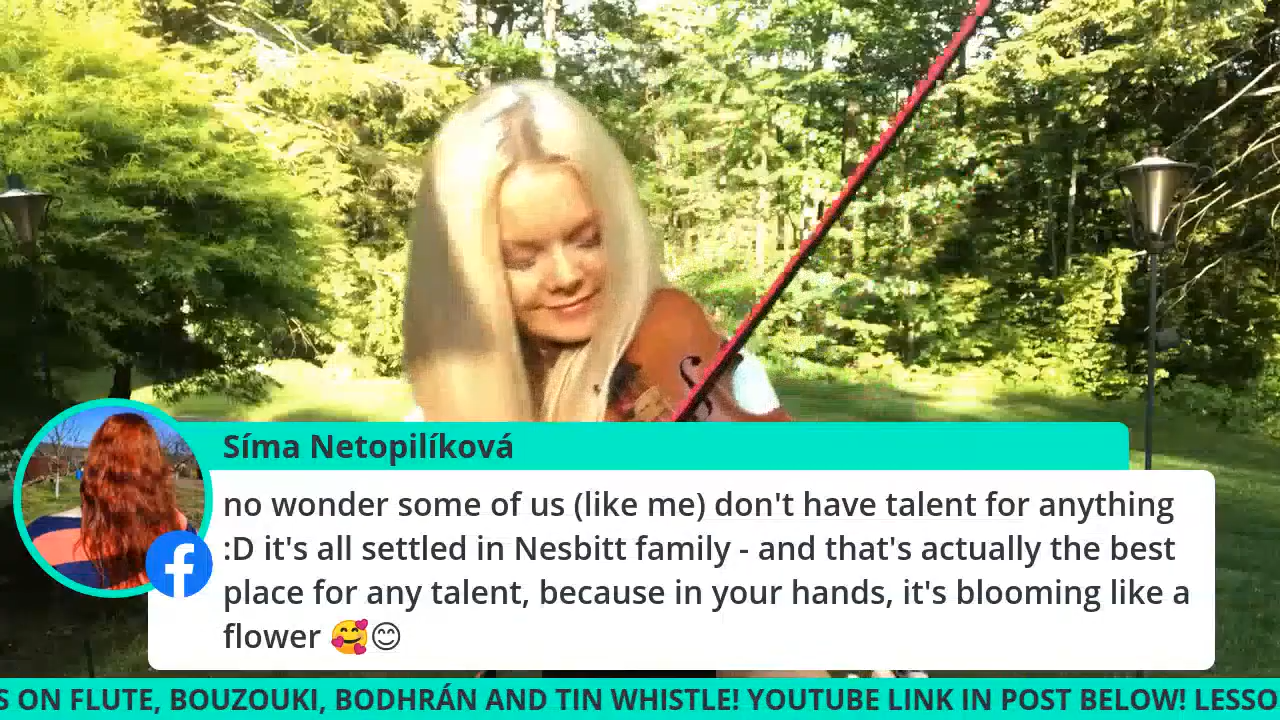 Síma Netopilíková
no wonder some of us (like me) don't have talent for anything
:D it's all settled in Nesbitt family - and that's actually the best
place for any talent, because in your hands, it's blooming like a
flower 🥰😊
S ON FLUTE, BOUZOUKI, BODHRÁN AND TIN WHISTLE! YOUTUBE LINK IN POST BELOW! LESSO